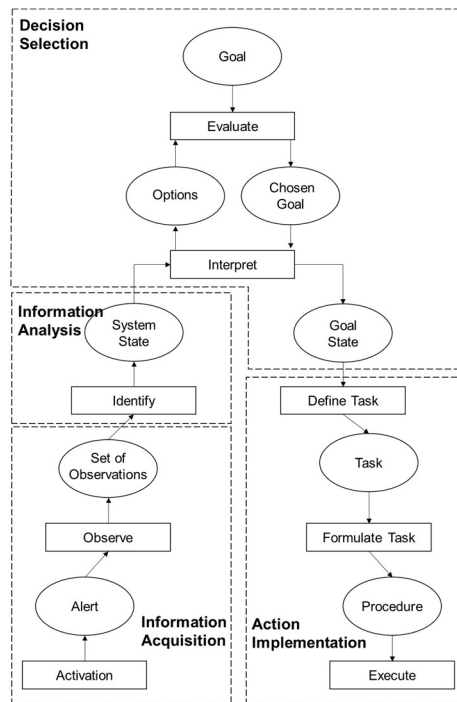 Decision
Selection
Goal
Evaluate
Options
Chosen
Goal
Interpret
Information
Analysis
System
State
Goal
State
Identify
Define Task
Set of
Observations
Task
Observe
Formulate Task
Alert
Information
Acquisition
Action
Implementation
Procedure
Activation
Execute